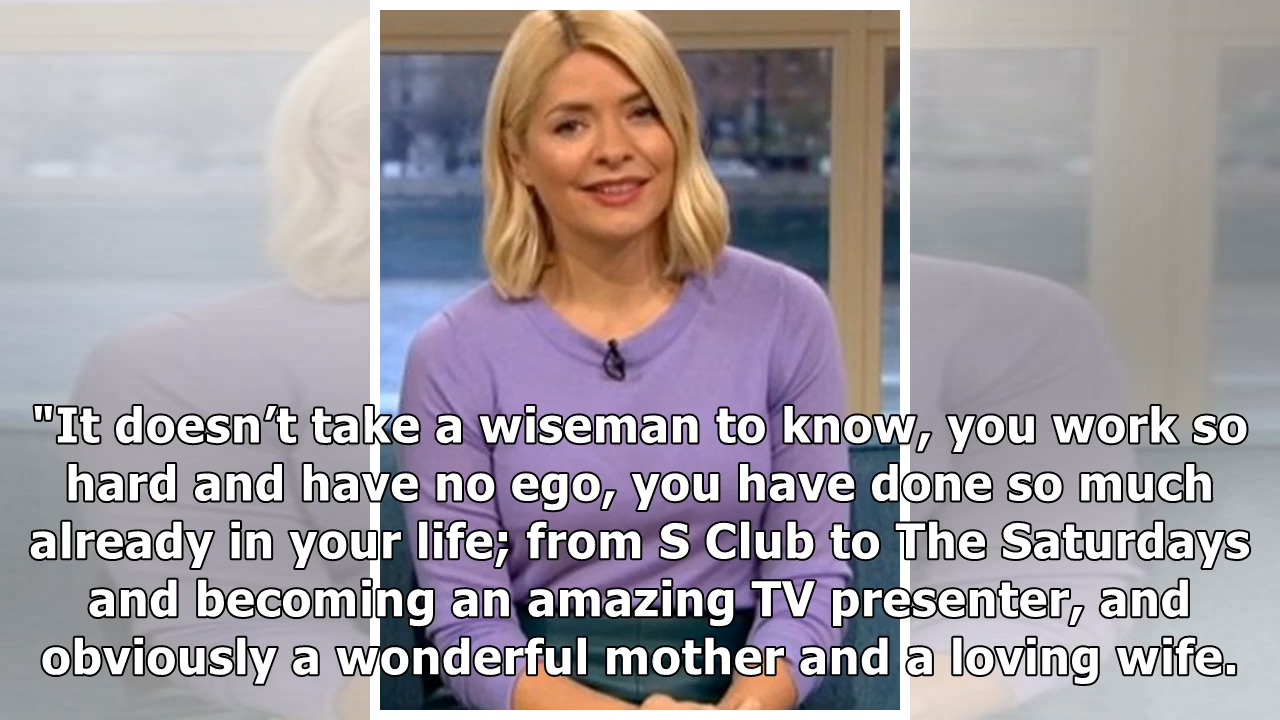 "It doesn’t take a wiseman to know, you work so
hard and have no ego, you have done so much
already in your life; from S Club to The Saturdays
and becoming an amazing TV presenter, and
obviously a wonderful mother and a loving wife.